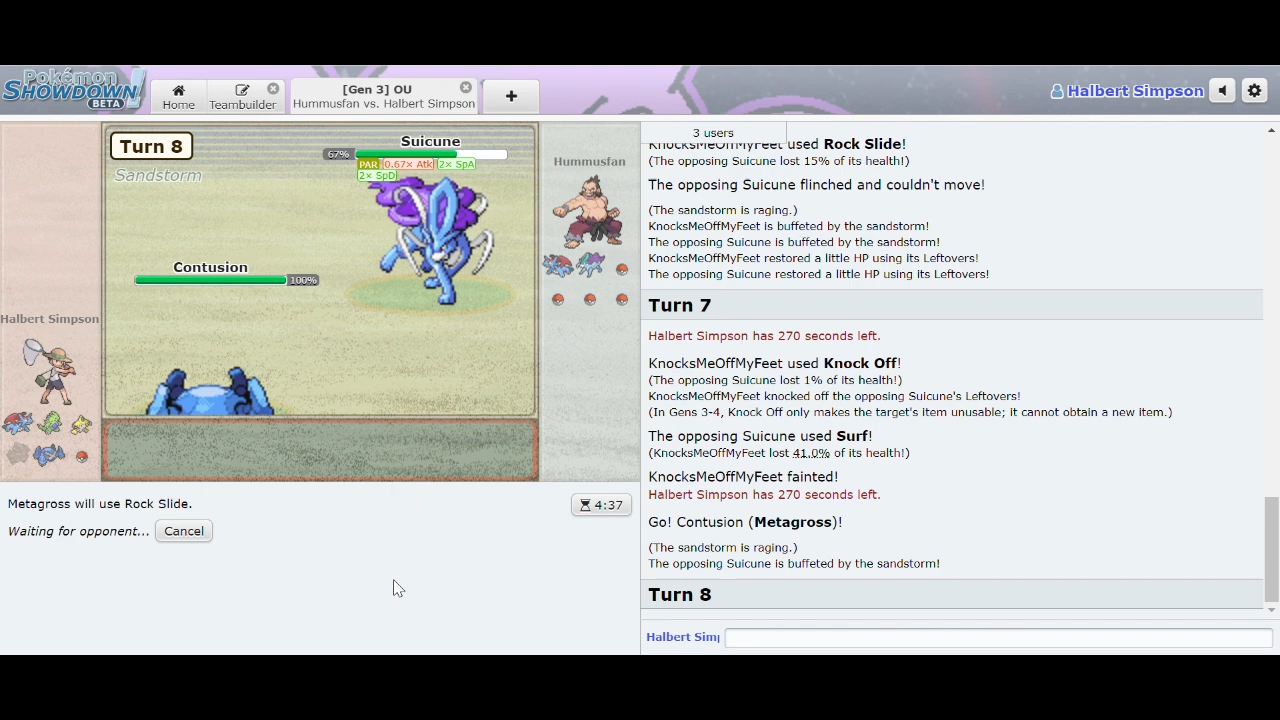 Pokémon
SHOWDOWN!
BETA
Home
Teambuilder
[Gen 3] OU
Hummusfan vs. Halbert Simpson
+
Halbert Simpson
Turn 8
Sandstorm
Suicune
67%
PAR 0.67× Atk 2× SpA
2× SpD
Contusion
100%
Hummusfan
Halbert Simpson
Metagross will use Rock Slide.
4:37
Waiting for opponent... Cancel
3 users
KnocksMeOffMyFeet used Rock Slide!
(The opposing Suicune lost 15% of its health!)
The opposing Suicune flinched and couldn't move!
(The sandstorm is raging.)
KnocksMeOffMyFeet is buffeted by the sandstorm!
The opposing Suicune is buffeted by the sandstorm!
KnocksMeOffMyFeet restored a little HP using its Leftovers!
The opposing Suicune restored a little HP using its Leftovers!
Turn 7
Halbert Simpson has 270 seconds left.
KnocksMeOffMyFeet used Knock Off!
(The opposing Suicune lost 1% of its health!)
KnocksMeOffMyFeet knocked off the opposing Suicune's Leftovers!
(In Gens 3-4, Knock Off only makes the target's item unusable; it cannot obtain a new item.)
The opposing Suicune used Surf!
(KnocksMeOffMyFeet lost 41.0% of its health!)
KnocksMeOffMyFeet fainted!
Halbert Simpson has 270 seconds left.
Go! Contusion (Metagross)!
(The sandstorm is raging.)
The opposing Suicune is buffeted by the sandstorm!
Turn 8
Halbert Sim